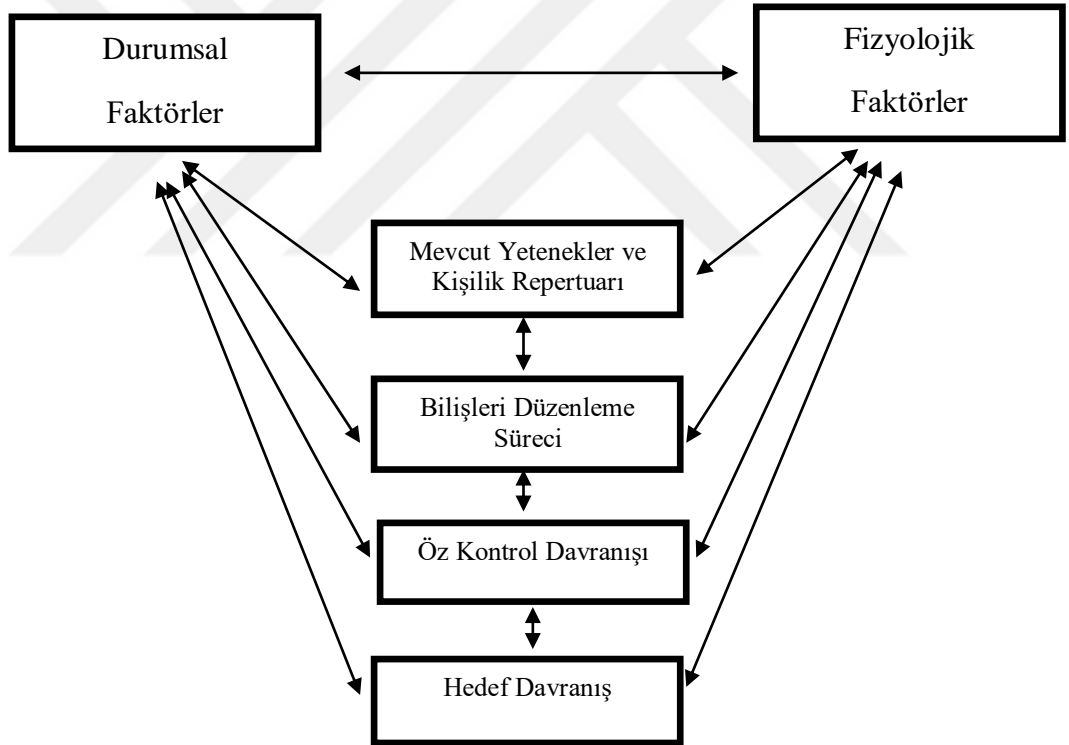 Durumsal
Faktörler
Fizyolojik
Faktörler
Mevcut Yetenekler ve
Kişilik Repertuarı
Bilişleri Düzenleme
Süreci
Öz Kontrol Davranışı
Hedef Davranış